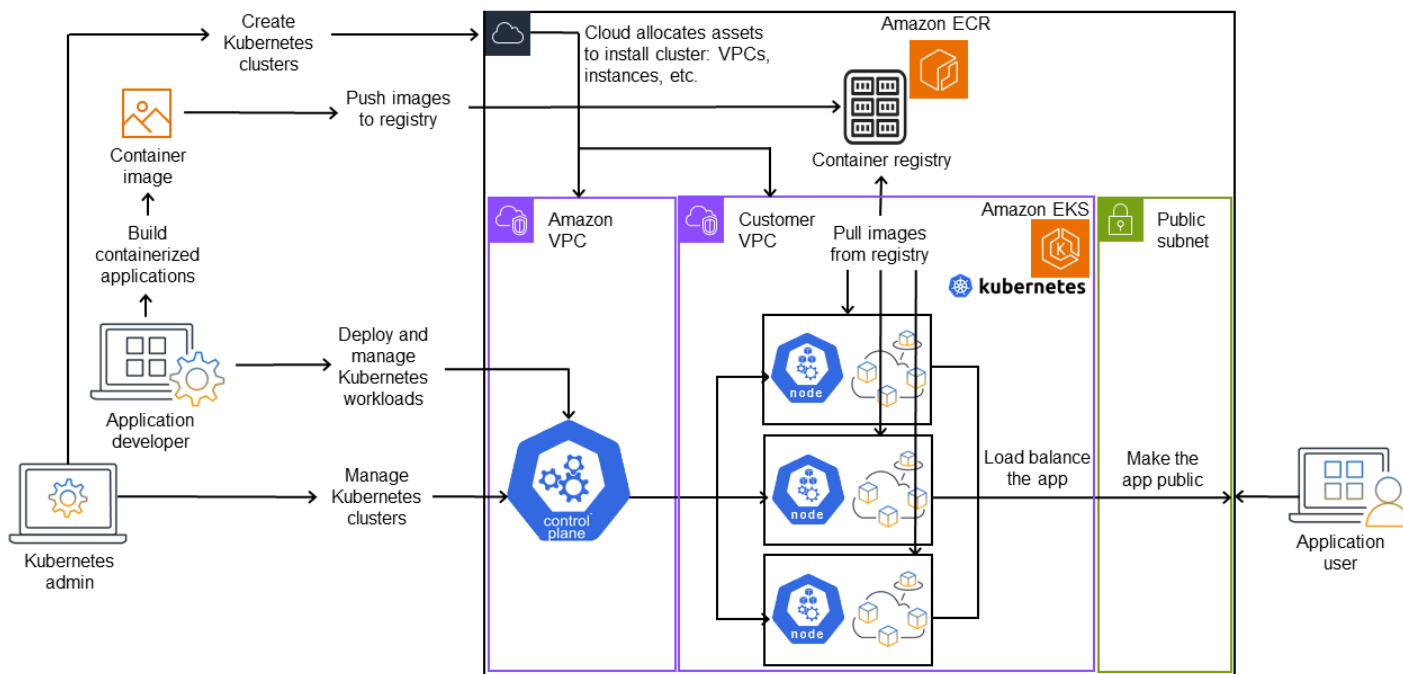 Create
Kubernetes
clusters
Cloud allocates assets
to install cluster: VPCs,
instances, etc.
Amazon ECR
Push images
to registry
Container
image
Container registry
Amazon
VPC
Customer
VPC
Amazon EKS
Public
subnet
Build
containerized
applications
Pull images
from registry
K
kubernetes
Deploy and
manage
Kubernetes
workloads
Application
developer
node
Manage
Kubernetes
clusters
control
plane
node
Load balance
the app
Make the
app public
Kubernetes
admin
Application
user
node